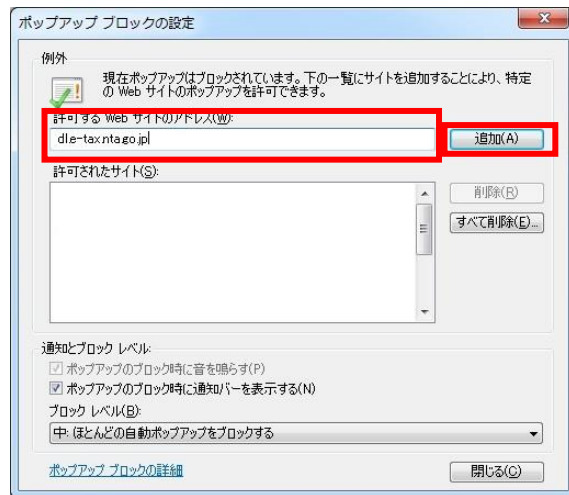 ポップアップ ブロックの設定
例外
現在ポップアップはブロックされています。下の一覧にサイトを追加することにより、特定
の Web サイトのポップアップを許可できます。
許可する Web サイトのアドレス(W):
dl.e-tax.nta.go.jp
追加(A)
許可されたサイト(S):
削除(R)
すべて削除(E)...
通知とブロック レベル:
ポップアップのブロック時に音を鳴らす(P)
ポップアップのブロック時に通知バーを表示する(N)
ブロック レベル(B):
中: ほとんどの自動ポップアップをブロックする
ポップアップ ブロックの詳細
閉じる(C)